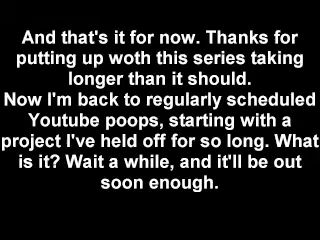 And that's it for now. Thanks for
putting up woth this series taking
longer than it should.
Now I'm back to regularly scheduled
Youtube poops, starting with a
project I've held off for so long. What
is it? Wait a while, and it'll be out
soon enough.